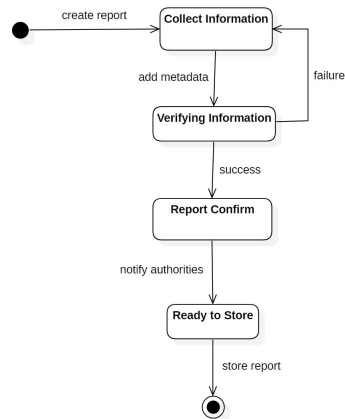 create report
Collect Information
add metadata
failure
Verifying Information
success
Report Confirm
notify authorities
Ready to Store
store report